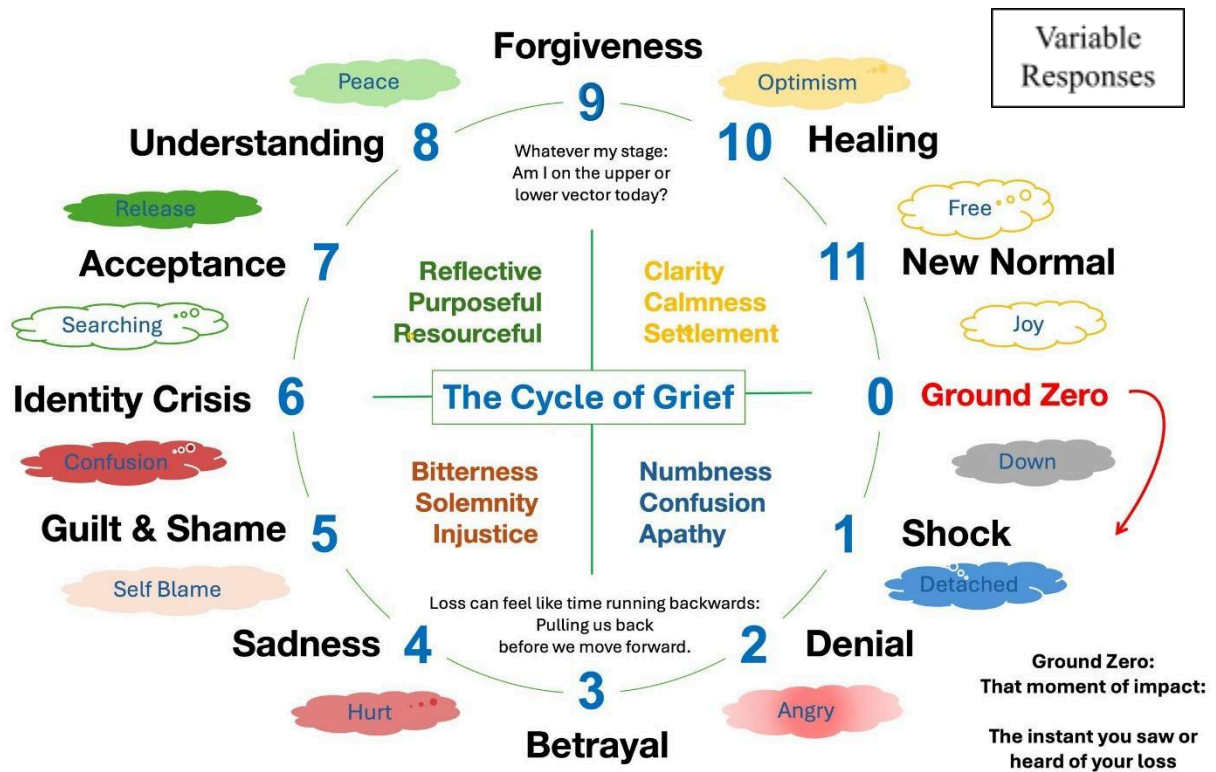 Variable
Responses
Forgiveness
9
Peace
Optimism
Understanding
8
10
Healing
Whatever my stage:
Am I on the upper or
lower vector today?
Release
Free
Acceptance
7
11
New Normal
Reflective
Purposeful
Resourceful
Clarity
Calmness
Settlement
Searching
Joy
Identity Crisis
6
The Cycle of Grief
0
Ground Zero
Confusion
Down
Bitterness
Solemnity
Injustice
Numbness
Confusion
Apathy
Guilt & Shame
5
1
Shock
Self Blame
Detached
Loss can feel like time running backwards:
Pulling us back
before we move forward.
Sadness
4
2
Denial
Hurt
3
Angry
Betrayal
Ground Zero:
That moment of impact:
The instant you saw or
heard of your loss